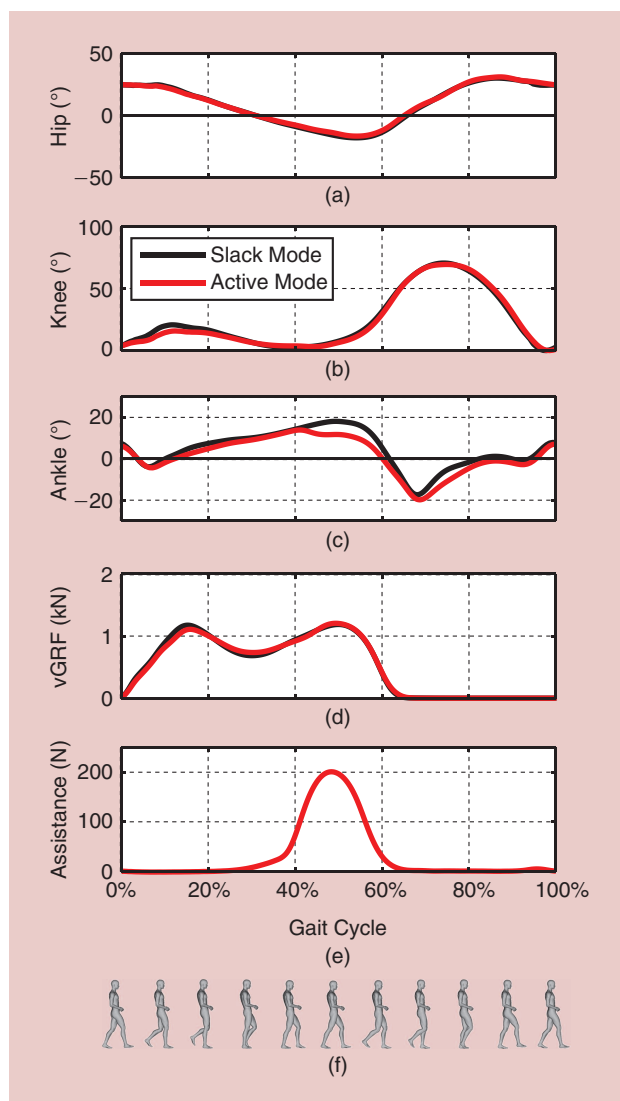 50
0
−50
Hip (°)
(a)
100
50
0
Knee (°)
Slack Mode
Active Mode
(b)
20
0
−20
Ankle (°)
(c)
2
1
0
vGRF (kN)
(d)
200
100
0
Assistance (N)
0% 20% 40% 60% 80% 100%
Gait Cycle
(e)
(f)